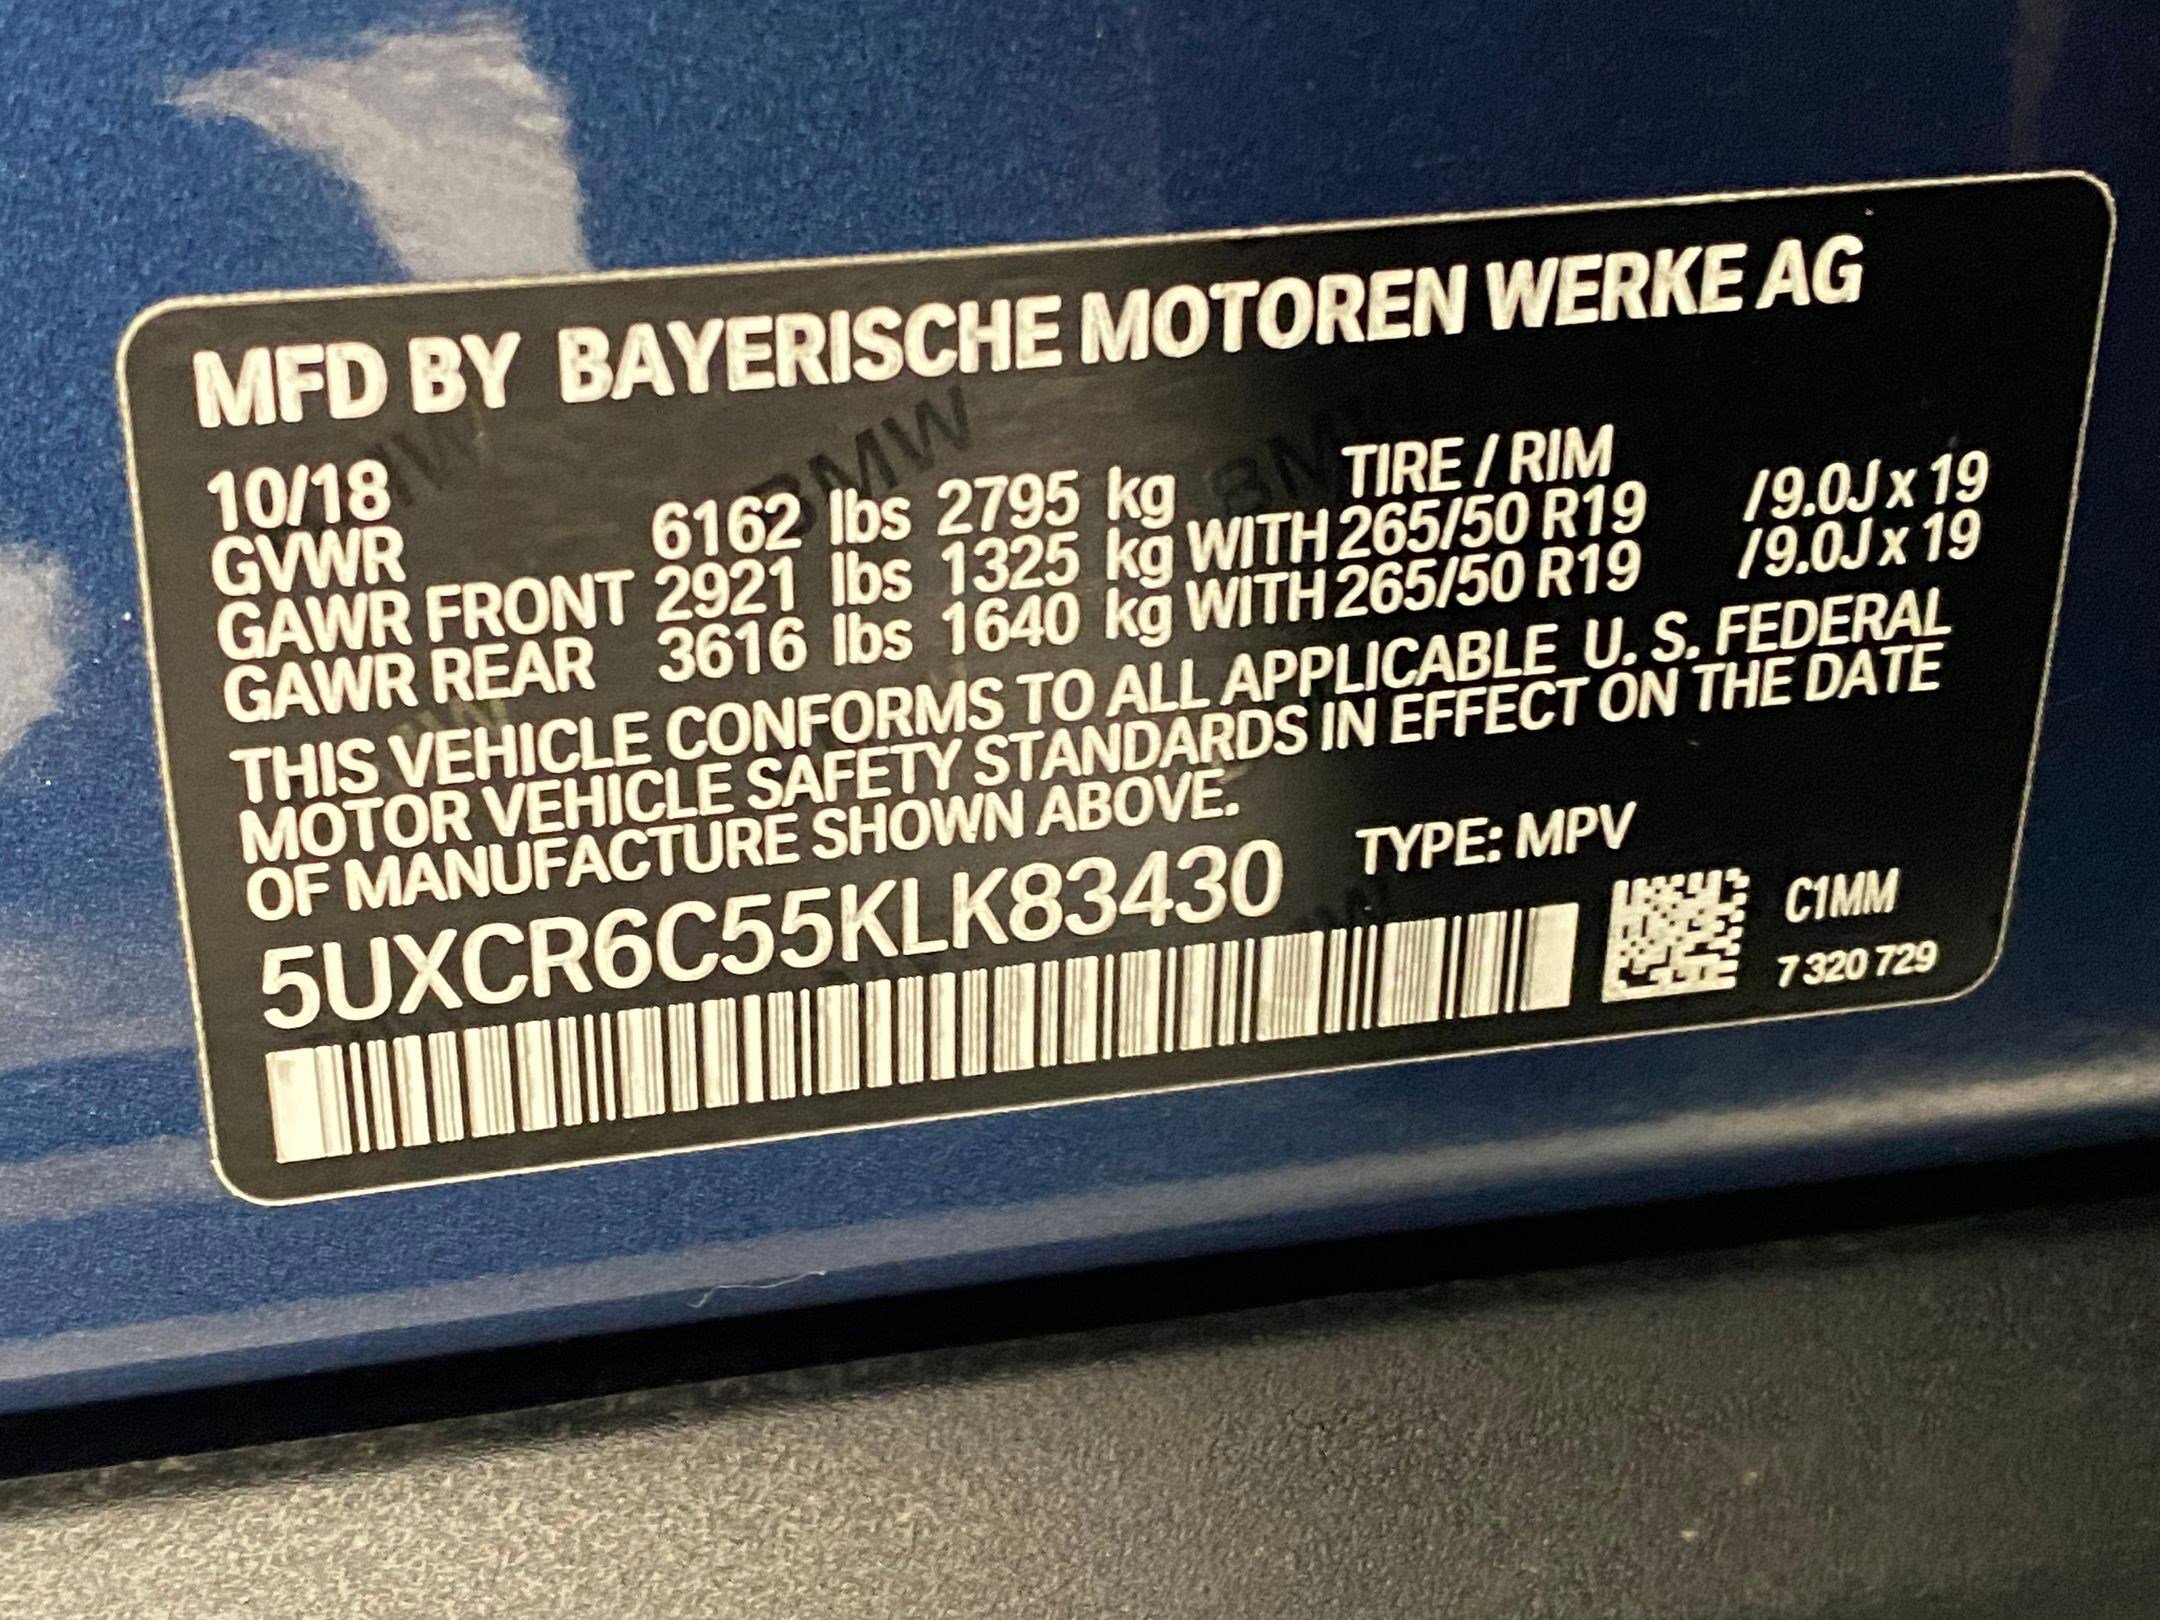 MFD BY BAYERISCHE MOTOREN WERKE AG
10/18 TIRE / RIM
GVWR 6162 lbs 2795 kg
GAWR FRONT 2921 lbs 1325 kg WITH 265/50 R19 /9.0J x 19
GAWR REAR 3616 lbs 1640 kg WITH 265/50 R19 /9.0J x 19
THIS VEHICLE CONFORMS TO ALL APPLICABLE U. S. FEDERAL
MOTOR VEHICLE SAFETY STANDARDS IN EFFECT ON THE DATE
OF MANUFACTURE SHOWN ABOVE.
5UXCR6C55KLK83430 TYPE: MPV
C1MM
7 320 729
BMW